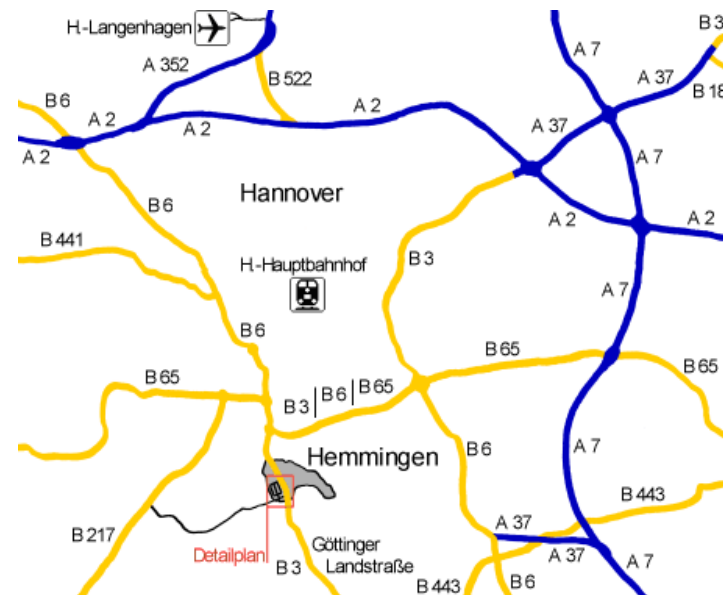 H.-Langenhagen
A 7
B 3
A 352
A 37
B 522
B 18
B 6
A 2
A 2
A 2
A 37
A 2
A 7
Hannover
B 6
A 2
A 2
B 441
H.-Hauptbahnhof
B 3
A 7
B 6
B 65
B 65
B 65
B 3
B 6
B 65
Hemmingen
B 6
A 7
B 443
A 37
B 217
Detailplan
Göttinger
Landstraße
B 3
A 37
A 7
B 443
B 6